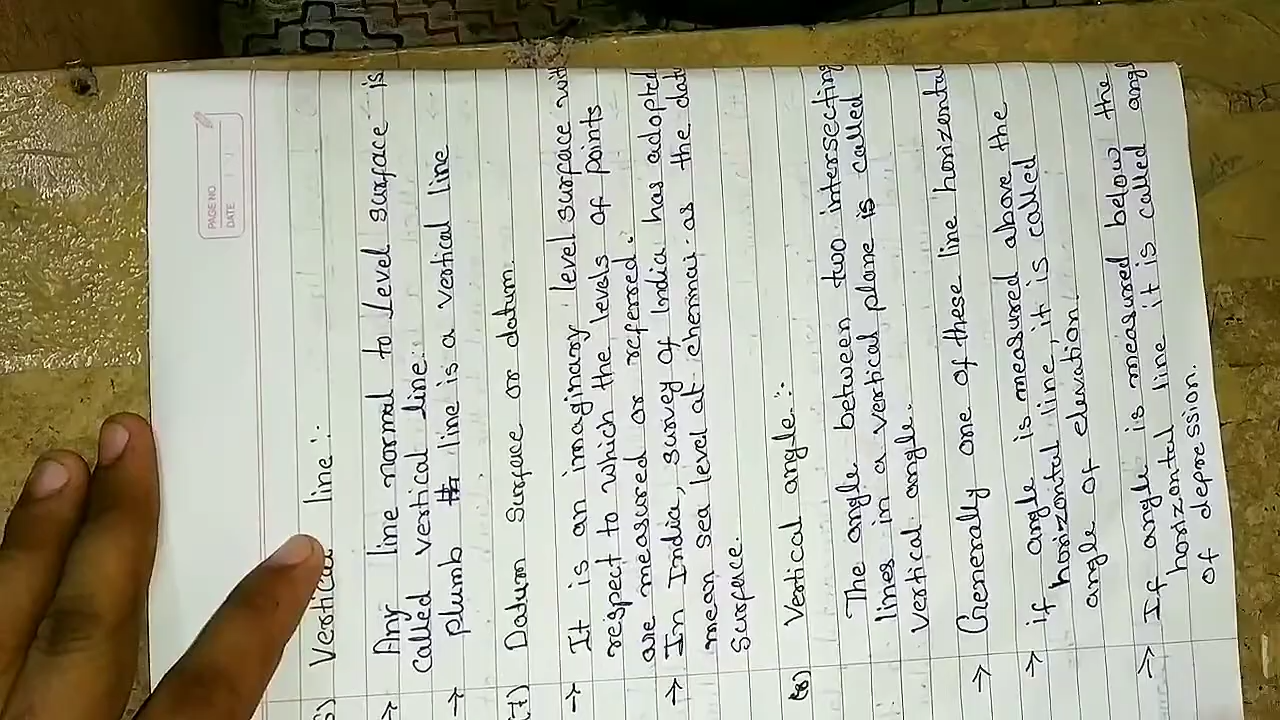 PAGE NO.
DATE
Vertical line :-
→ Any line normal to Level surface is
called vertical line.
→ plumb line is a vertical line
(7) Datum surface or datum.
→ It is an imaginary level surface with
respect to which the levels of points
are measured or referred.
→ In India, survey of India has adopted
mean sea level at chennai as the
surface.
(8) Vertical angle :-
The angle between two intersecting
lines in a vertical plane is called
vertical angle.
→ Generally one of these line horizontal
→ if angle is measured above the
horizontal line, it is called
angle of elevation.
→ If angle is measured below the
horizontal line it is called
of depression.